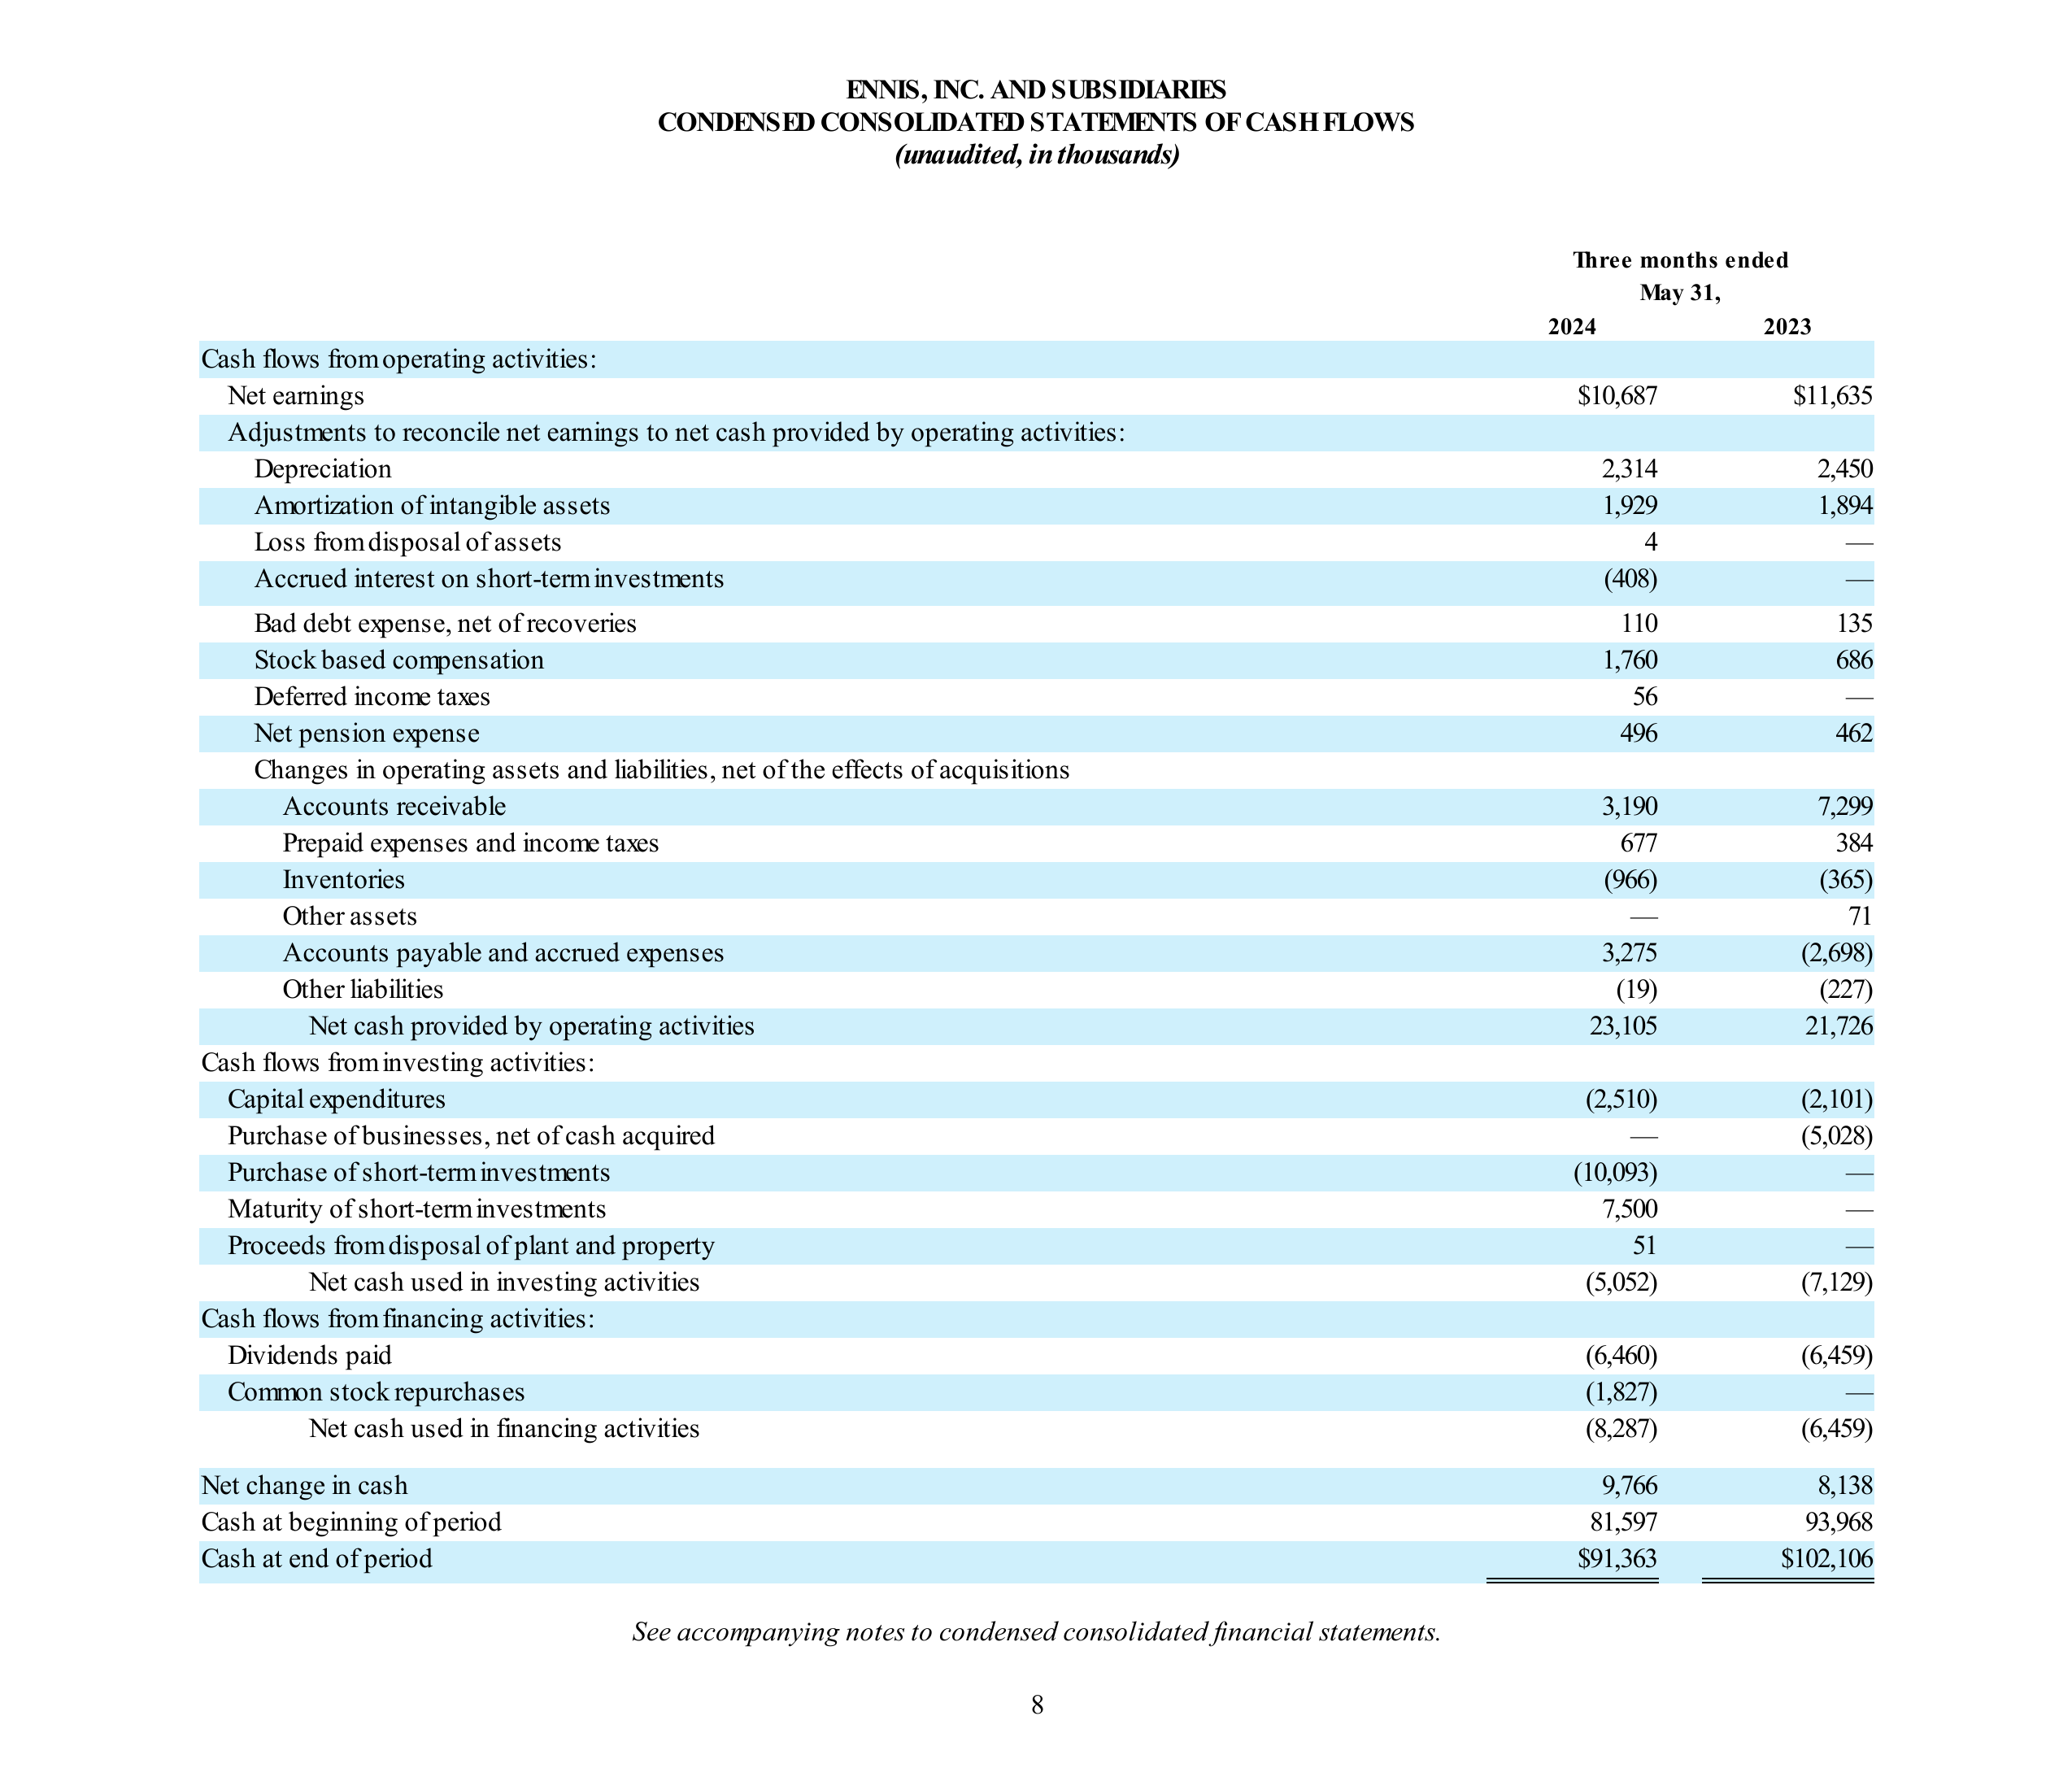 ENNIS, INC. AND SUBSIDIARIES
CONDENSED CONSOLIDATED STATEMENTS OF CASH FLOWS
(unaudited, in thousands)
Three months ended
May 31,
2024 2023
Cash flows from operating activities:
Net earnings $10,687 $11,635
Adjustments to reconcile net earnings to net cash provided by operating activities:
Depreciation 2,314 2,450
Amortization of intangible assets 1,929 1,894
Loss from disposal of assets 4 —
Accrued interest on short-term investments (408) —
Bad debt expense, net of recoveries 110 135
Stock based compensation 1,760 686
Deferred income taxes 56 —
Net pension expense 496 462
Changes in operating assets and liabilities, net of the effects of acquisitions
Accounts receivable 3,190 7,299
Prepaid expenses and income taxes 677 384
Inventories (966) (365)
Other assets — 71
Accounts payable and accrued expenses 3,275 (2,698)
Other liabilities (19) (227)
Net cash provided by operating activities 23,105 21,726
Cash flows from investing activities:
Capital expenditures (2,510) (2,101)
Purchase of businesses, net of cash acquired — (5,028)
Purchase of short-term investments (10,093) —
Maturity of short-term investments 7,500 —
Proceeds from disposal of plant and property 51 —
Net cash used in investing activities (5,052) (7,129)
Cash flows from financing activities:
Dividends paid (6,460) (6,459)
Common stock repurchases (1,827) —
Net cash used in financing activities (8,287) (6,459)
Net change in cash 9,766 8,138
Cash at beginning of period 81,597 93,968
Cash at end of period $91,363 $102,106
See accompanying notes to condensed consolidated financial statements.
8